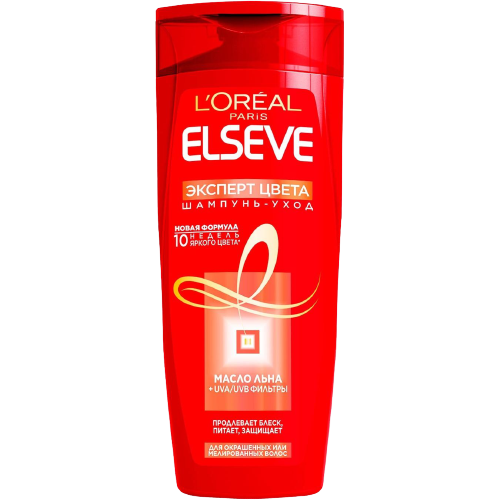 L'ORÉAL
PARIS
ELSEVE
ЭКСПЕРТ ЦВЕТА
ШАМПУНЬ-УХОД
НОВАЯ ФОРМУЛА
10 НЕДЕЛЬ
ЯРКОГО ЦВЕТА*
МАСЛО ЛЬНА
+ UVA/UVB ФИЛЬТРЫ
ПРОДЛЕВАЕТ БЛЕСК,
ПИТАЕТ, ЗАЩИЩАЕТ
ДЛЯ ОКРАШЕННЫХ ИЛИ
МЕЛИРОВАННЫХ ВОЛОС